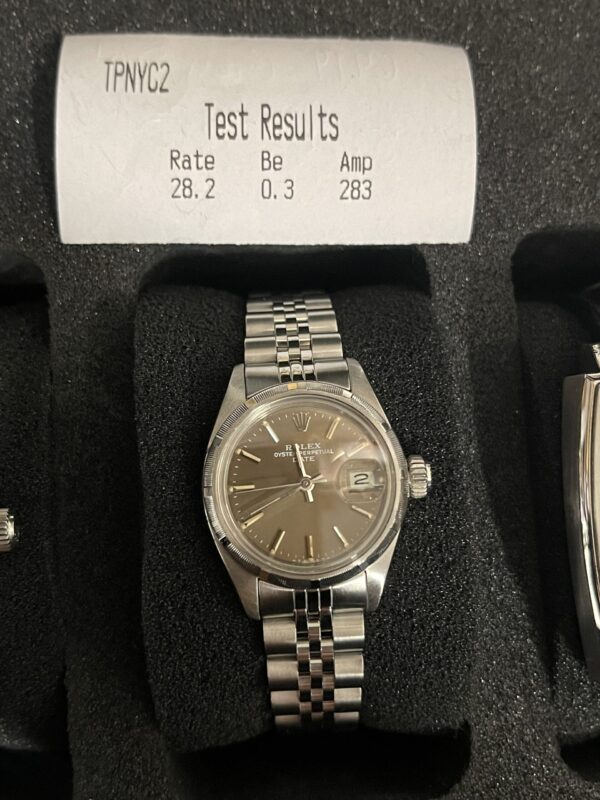 TPNYC2
Test Results
Rate Be Amp
28.2 0.3 283
ROLEX
OYSTER PERPETUAL
DATE
2